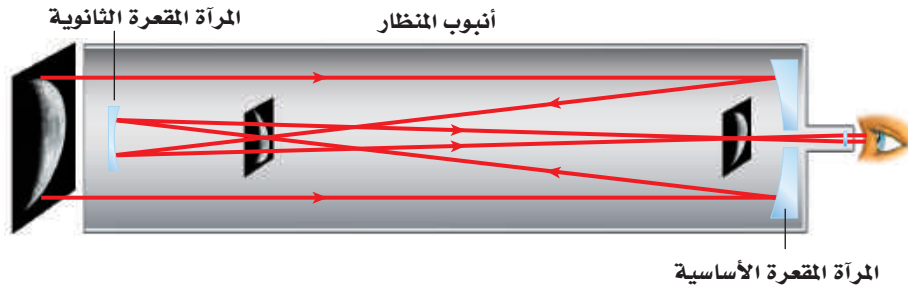 المرآة المقعرة الثانوية
أنبوب المنظار
المرآة المقعرة الأساسية